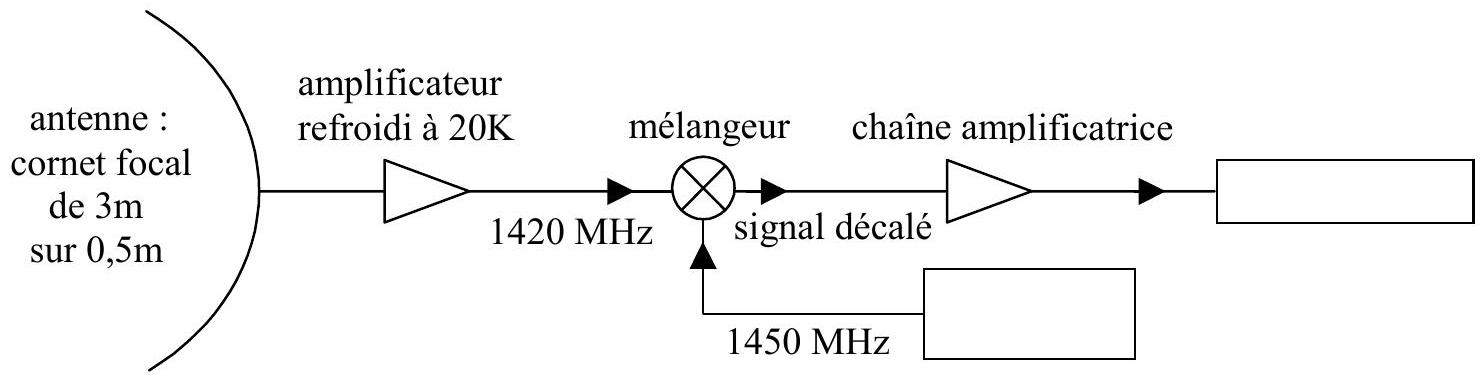 amplificateur
refroidi à 20K
antenne :
cornet focal
de 3m
sur 0,5m
mélangeur
chaîne amplificatrice
1420 MHz
signal décalé
1450 MHz